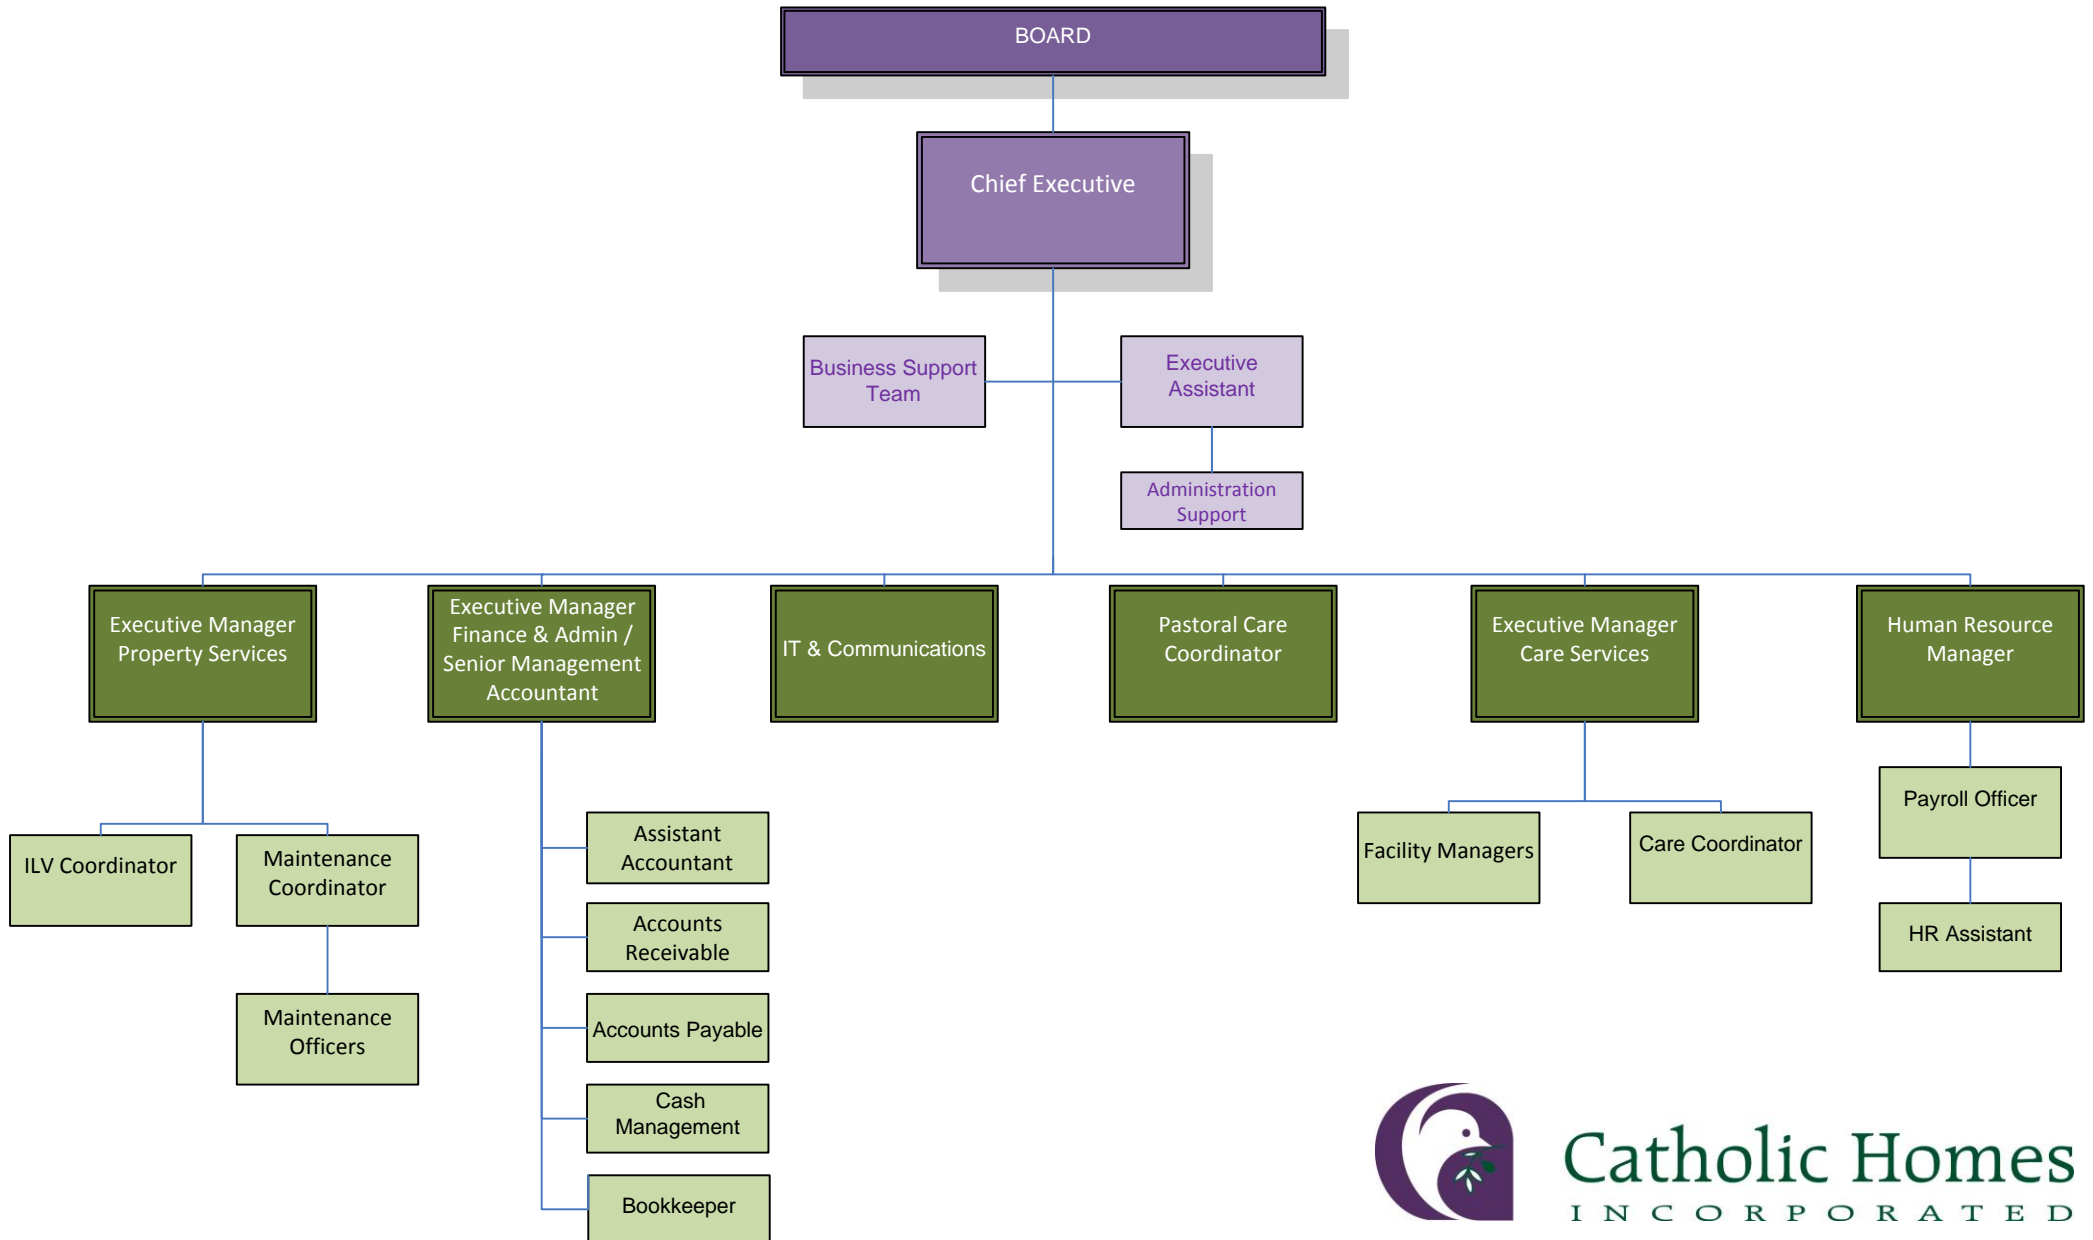 BOARD
Chief Executive
Business Support
Team
Executive
Assistant
Administration
Support
Executive Manager
Property Services
Executive Manager
Finance & Admin /
Senior Management
Accountant
IT & Communications
Pastoral Care
Coordinator
Executive Manager
Care Services
Human Resource
Manager
ILV Coordinator
Maintenance
Coordinator
Maintenance
Officers
Assistant
Accountant
Accounts
Receivable
Accounts Payable
Cash
Management
Bookkeeper
Facility Managers
Care Coordinator
Payroll Officer
HR Assistant
Catholic Homes
INCORPORATED